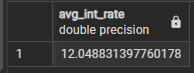 avg_int_rate
double precision
1
12.048831397760178